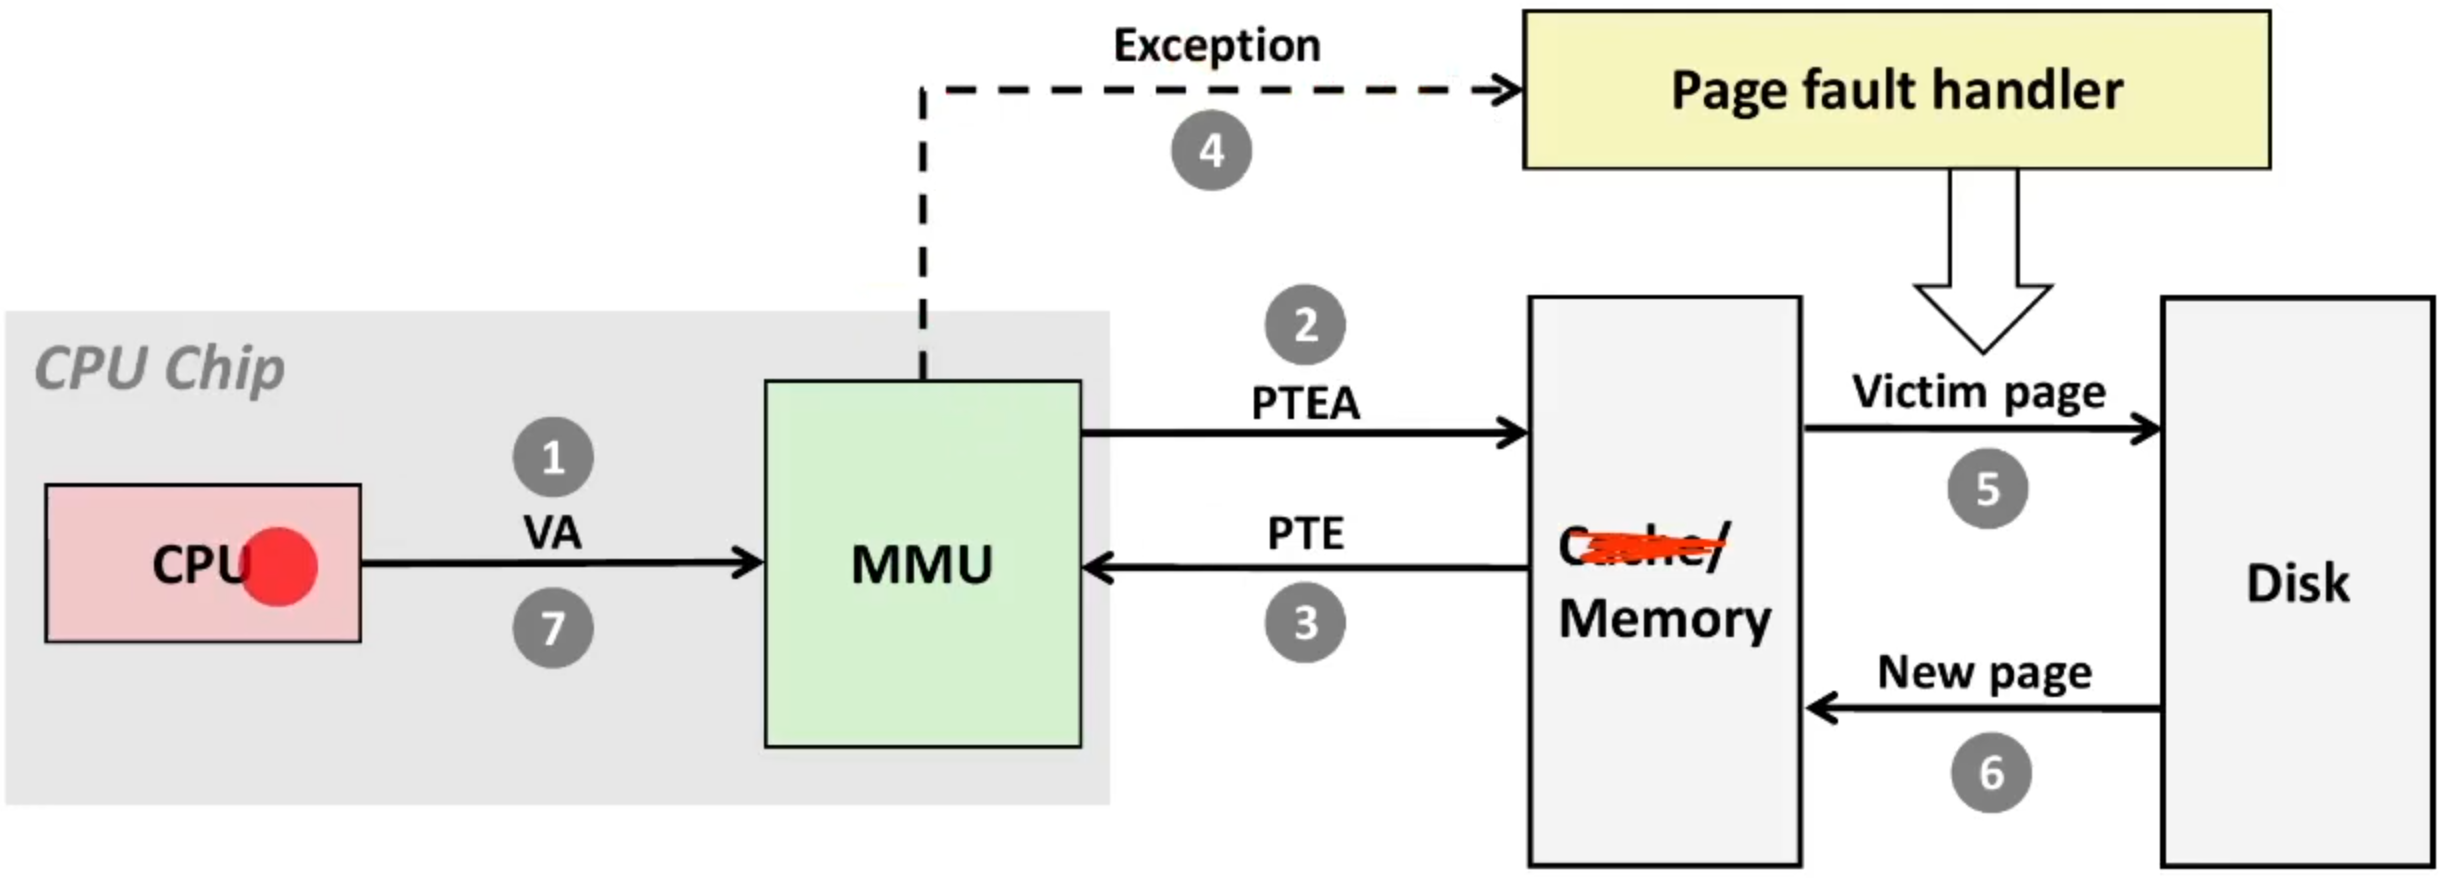 Exception
Page fault handler
4
CPU Chip
2
PTEA
Victim page
1
5
VA
CPU
MMU
PTE
Cache/
Memory
Disk
7
3
New page
6